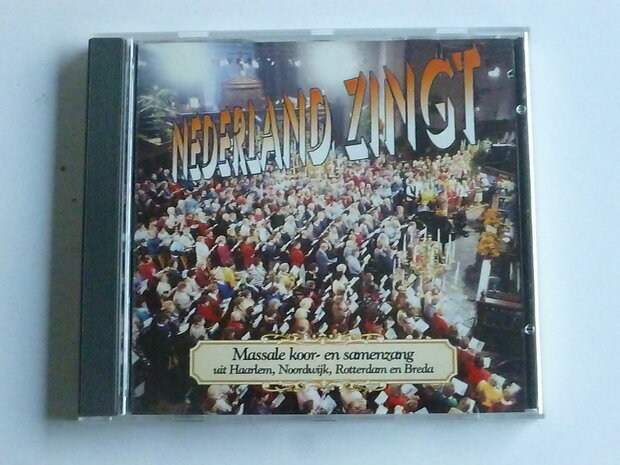 NEDERLAND ZINGT
Massale koor- en samenzang
uit Haarlem, Noordwijk, Rotterdam en Breda